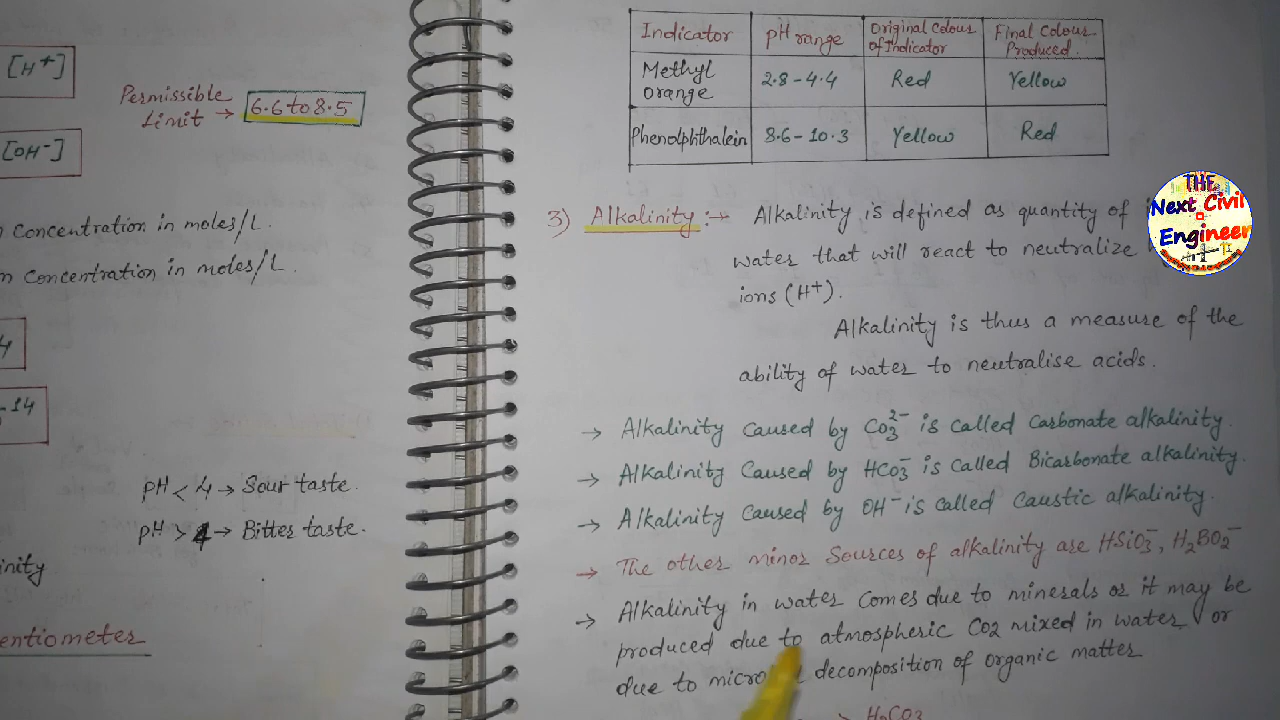 [H+]
Permissible
Limit → 6.6 to 8.5
[OH-]
Concentration in moles/L.
n Concentration in moles/L.
-14
pH < 4 → Sour taste.
pH > 4 → Bitter taste.
inity
entiometer
Indicator pH range Original Colour of Indicator Final Colour Produced.
Methyl orange 2.8 - 4.4 Red Yellow
Phenolphthalein 8.6 - 10.3 Yellow Red
3) Alkalinity :→ Alkalinity is defined as quantity of
water that will react to neutralize
ions (H+).
Alkalinity is thus a measure of the
ability of water to neutralise acids.
→ Alkalinity Caused by CO3 2- is called Carbonate alkalinity.
→ Alkalinity Caused by HCO3- is called Bicarbonate alkalinity.
→ Alkalinity Caused by OH- is called Caustic alkalinity.
→ The other minor Sources of alkalinity are HSiO3-, H2BO2-
→ Alkalinity in water Comes due to minerals or it may be
produced due to atmospheric CO2 mixed in water or
due to decomposition of organic matter
H2CO3
THE
Next Civil
Engineer